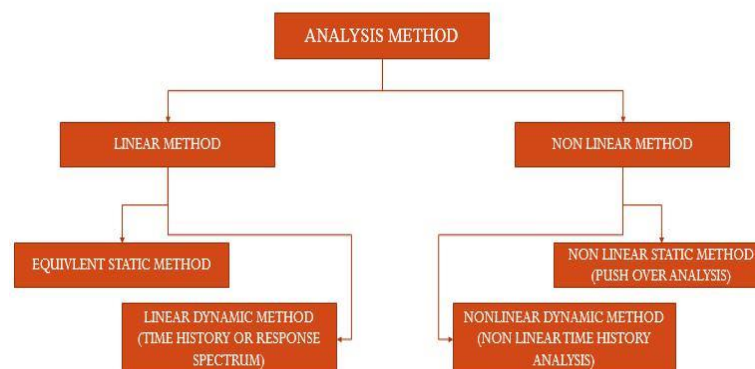 ANALYSIS METHOD
LINEAR METHOD
NON LINEAR METHOD
EQUIVLENT STATIC METHOD
NON LINEAR STATIC METHOD
(PUSH OVER ANALYSIS)
LINEAR DYNAMIC METHOD
(TIME HISTORY OR RESPONSE
SPECTRUM)
NONLINEAR DYNAMIC METHOD
(NON LINEAR TIME HISTORY
ANALYSIS)